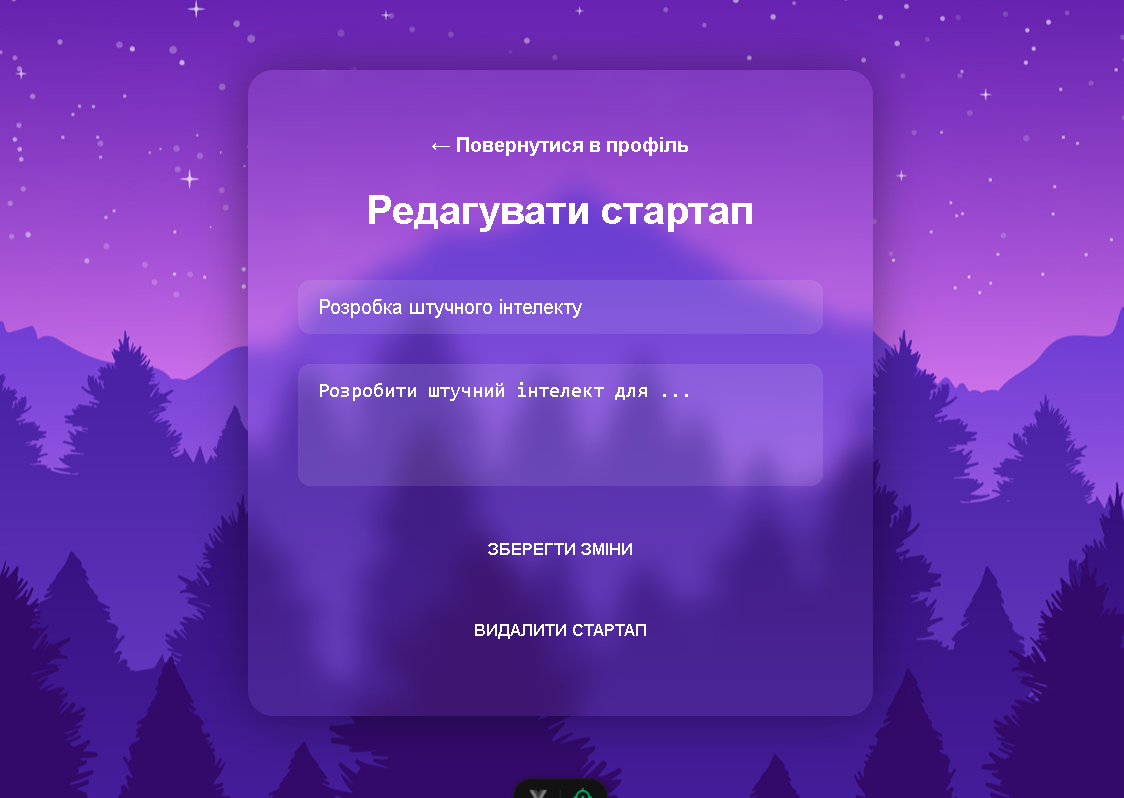 ← Повернутися в профіль
Редагувати стартап
Розробка штучного інтелекту
Розробити штучний інтелект для ...
ЗБЕРЕГТИ ЗМІНИ
ВИДАЛИТИ СТАРТАП